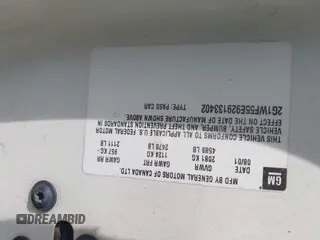 GM
MFD BY GENERAL MOTORS OF CANADA LTD.
08/01
GVWR
GAWR FRT
GAWR RR
2081 KG
1124 KG
957 KG
4589 LB
2478 LB
2111 LB
THIS VEHICLE CONFORMS TO ALL APPLICABLE U.S. FEDERAL MOTOR
VEHICLE SAFETY, BUMPER, AND THEFT PREVENTION STANDARDS
IN EFFECT ON THE DATE OF MANUFACTURE SHOWN ABOVE.
2G1WF55E929133402
TYPE: PASS CAR
DREAMBID